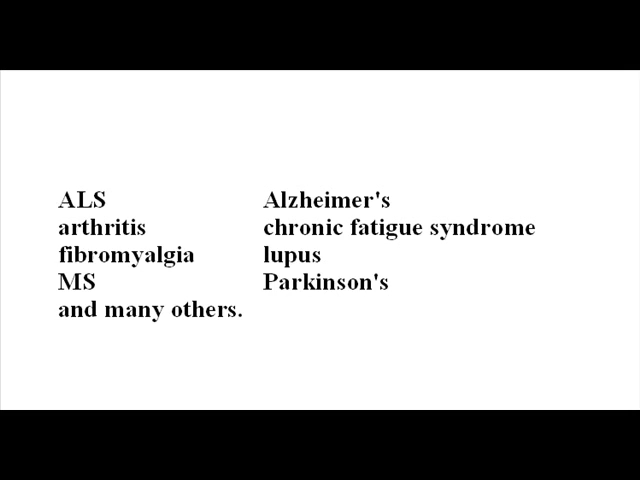 ALS Alzheimer's
arthritis chronic fatigue syndrome
fibromyalgia lupus
MS Parkinson's
and many others.